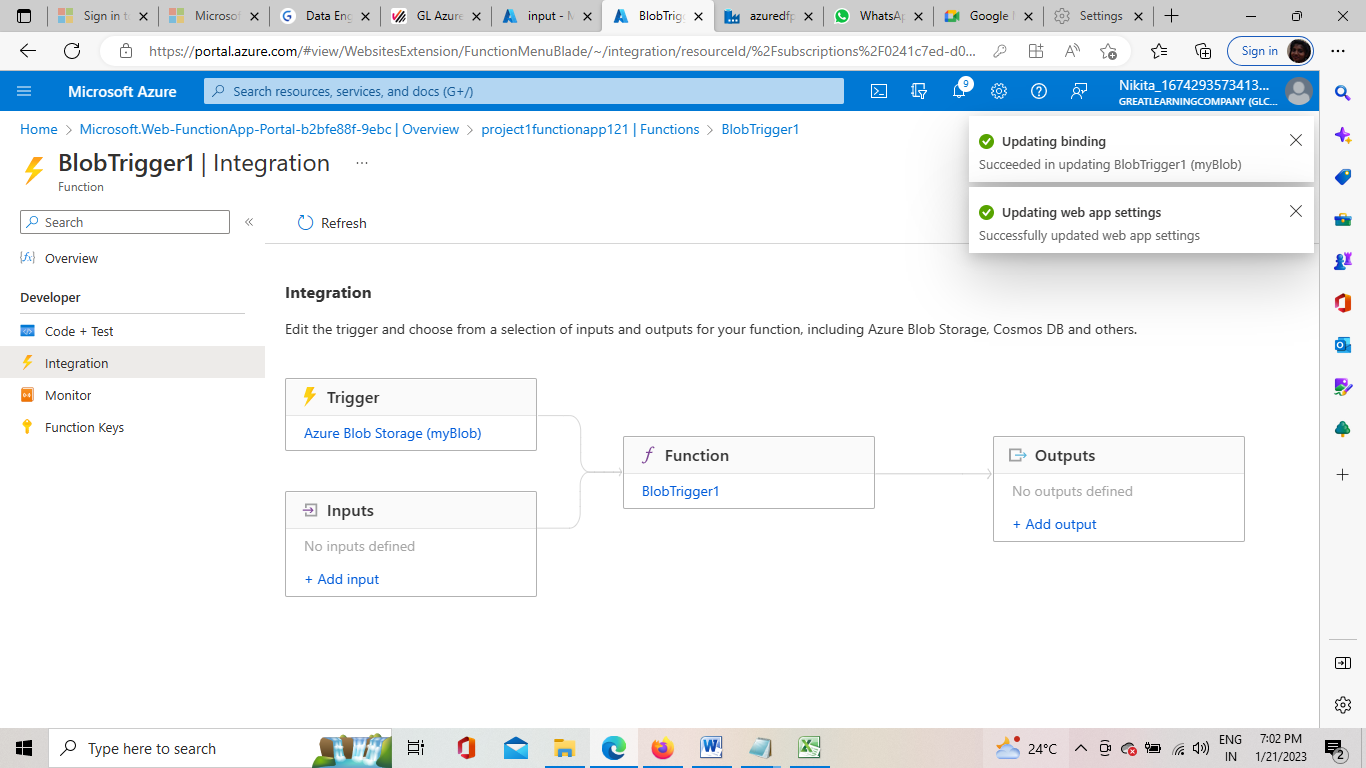 Sign in t
Microsof
Data Eng
GL Azure
input - M
BlobTrigg
azuredfp
WhatsAp
Google M
Settings
https://portal.azure.com/#view/WebsitesExtension/FunctionMenuBlade/~/integration/resourceId/%2Fsubscriptions%2F0241c7ed-d0...
Sign in
Microsoft Azure
Search resources, services, and docs (G+/)
9
Nikita_1674293573413...
GREATLEARNINGCOMPANY (GLC...
Home > Microsoft.Web-FunctionApp-Portal-b2bfe88f-9ebc | Overview > project1functionapp121 | Functions > BlobTrigger1
BlobTrigger1 | Integration ...
Function
Updating binding
Succeeded in updating BlobTrigger1 (myBlob)
Updating web app settings
Successfully updated web app settings
Search
«
Refresh
Overview
Developer
Code + Test
Integration
Monitor
Function Keys
Integration
Edit the trigger and choose from a selection of inputs and outputs for your function, including Azure Blob Storage, Cosmos DB and others.
Trigger
Azure Blob Storage (myBlob)
Inputs
No inputs defined
+ Add input
Function
BlobTrigger1
Outputs
No outputs defined
+ Add output
Type here to search
24°C
ENG
IN
7:02 PM
1/21/2023
2